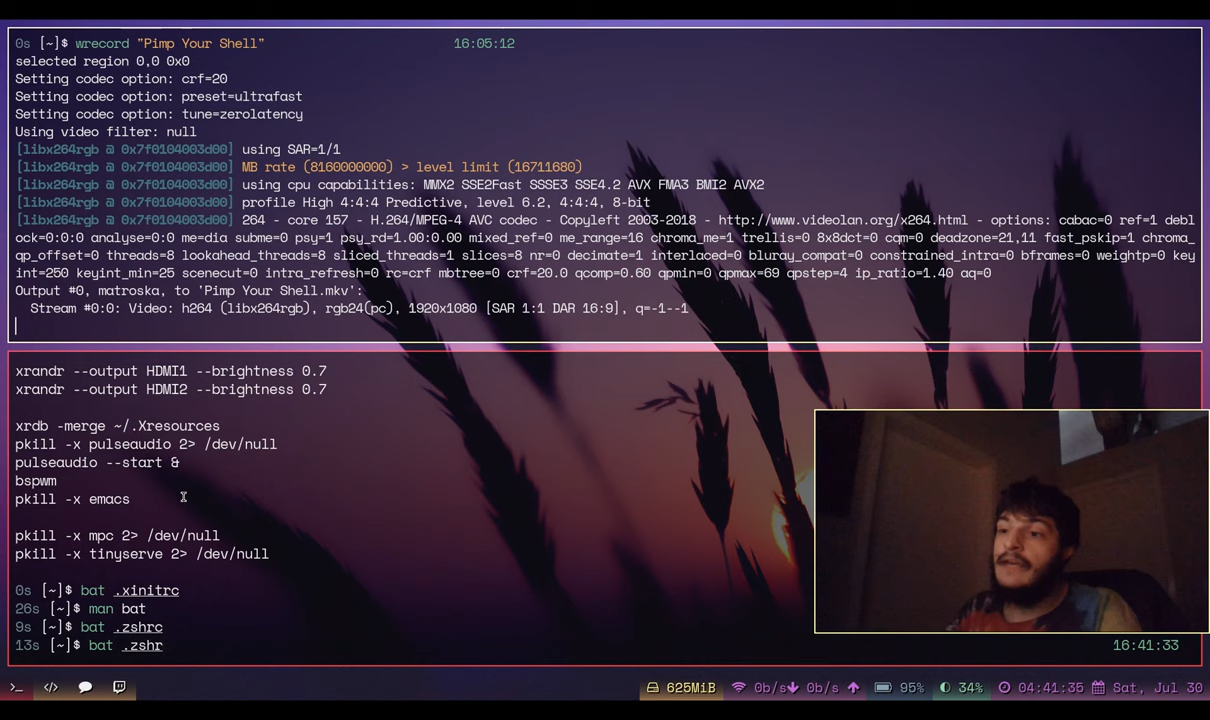 0s [~]$ wrecord "Pimp Your Shell" 16:05:12
selected region 0,0 0x0
Setting codec option: crf=20
Setting codec option: preset=ultrafast
Setting codec option: tune=zerolatency
Using video filter: null
[libx264rgb @ 0x7f0104003d00] using SAR=1/1
[libx264rgb @ 0x7f0104003d00] MB rate (8160000000) > level limit (16711680)
[libx264rgb @ 0x7f0104003d00] using cpu capabilities: MMX2 SSE2Fast SSSE3 SSE4.2 AVX FMA3 BMI2 AVX2
[libx264rgb @ 0x7f0104003d00] profile High 4:4:4 Predictive, level 6.2, 4:4:4, 8-bit
[libx264rgb @ 0x7f0104003d00] 264 - core 157 - H.264/MPEG-4 AVC codec - Copyleft 2003-2018 - http://www.videolan.org/x264.html - options: cabac=0 ref=1 debl
ock=0:0:0 analyse=0:0 me=dia subme=0 psy=1 psy_rd=1.00:0.00 mixed_ref=0 me_range=16 chroma_me=1 trellis=0 8x8dct=0 cqm=0 deadzone=21,11 fast_pskip=1 chroma_
qp_offset=0 threads=8 lookahead_threads=8 sliced_threads=1 slices=8 nr=0 decimate=1 interlaced=0 bluray_compat=0 constrained_intra=0 bframes=0 weightp=0 key
int=250 keyint_min=25 scenecut=0 intra_refresh=0 rc=crf mbtree=0 crf=20.0 qcomp=0.60 qpmin=0 qpmax=69 qpstep=4 ip_ratio=1.40 aq=0
Output #0, matroska, to 'Pimp Your Shell.mkv':
Stream #0:0: Video: h264 (libx264rgb), rgb24(pc), 1920x1080 [SAR 1:1 DAR 16:9], q=-1--1
xrandr --output HDMI1 --brightness 0.7
xrandr --output HDMI2 --brightness 0.7
xrdb -merge ~/.Xresources
pkill -x pulseaudio 2> /dev/null
pulseaudio --start &
bspwm
pkill -x emacs
pkill -x mpc 2> /dev/null
pkill -x tinyserve 2> /dev/null
0s [~]$ bat .xinitrc
26s [~]$ man bat
9s [~]$ bat .zshrc
13s [~]$ bat .zshr 16:41:33
>_ </> 625MiB 0b/s 0b/s 95% 34% 04:41:35 Sat, Jul 30